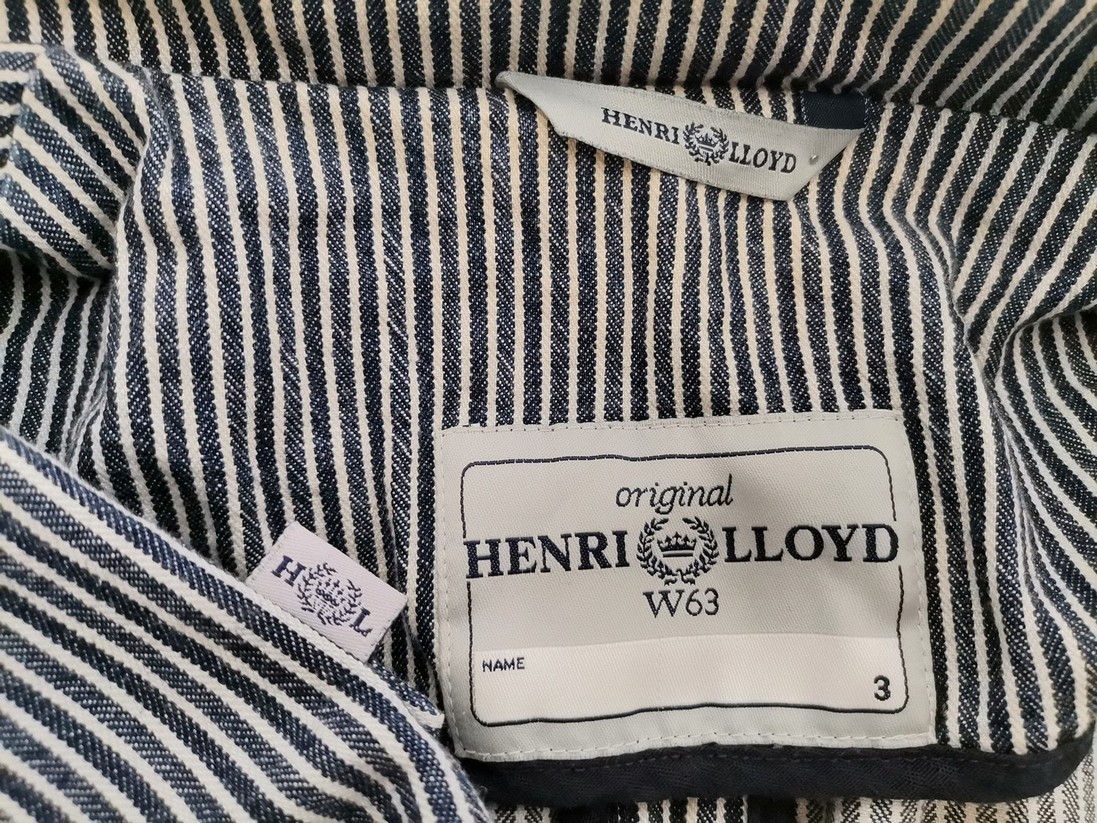 HENRI LLOYD
original
HENRI LLOYD
W63
NAME
3
H L